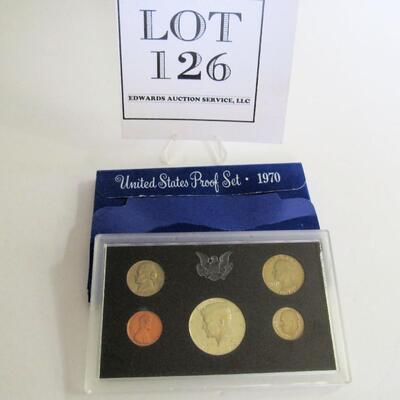 LOT
126
EDWARDS AUCTION SERVICE, LLC
United States Proof Set • 1970